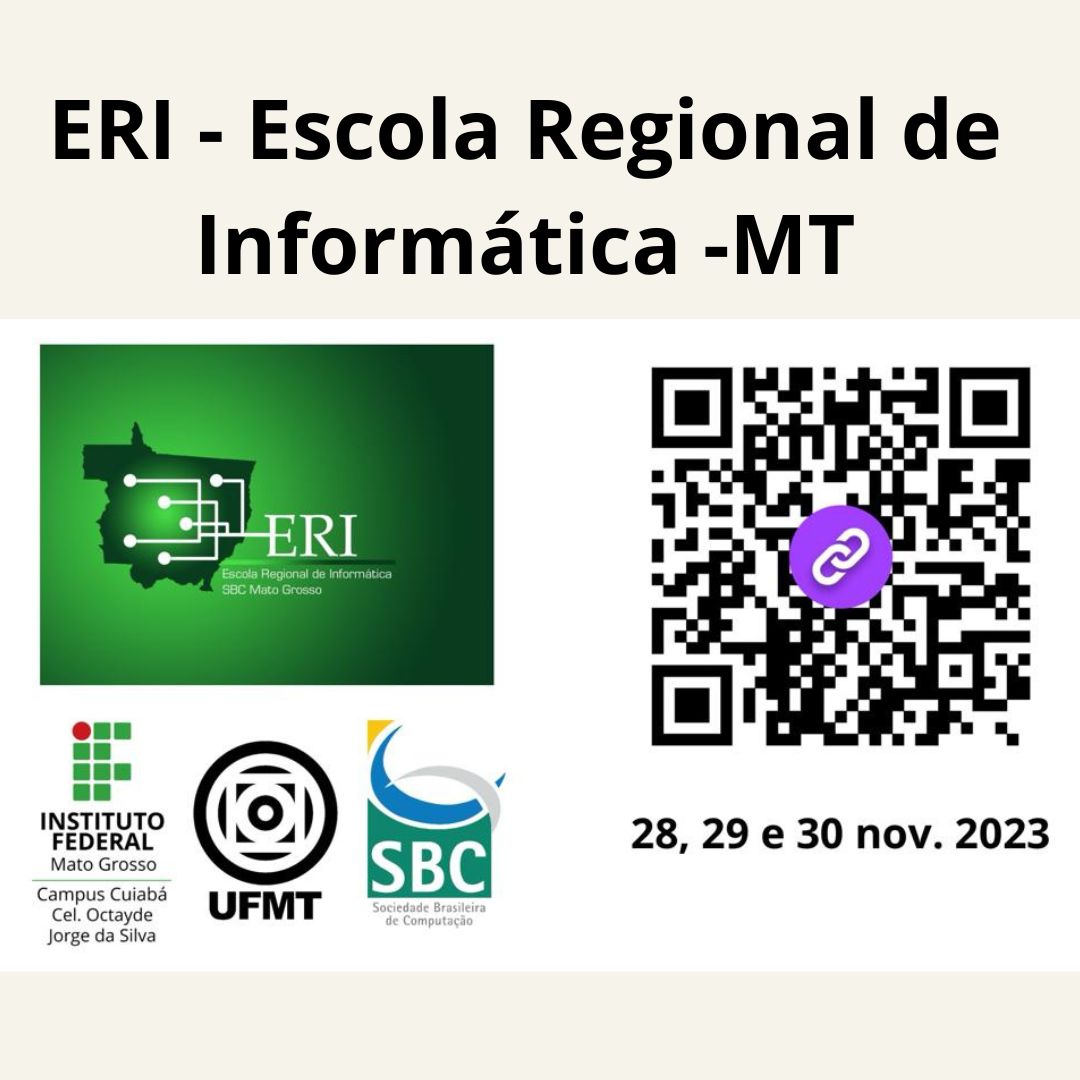 ERI - Escola Regional de
Informática -MT
ERI
Escola Regional de Informática
SBC Mato Grosso
INSTITUTO
FEDERAL
Mato Grosso
Campus Cuiabá
Cel. Octayde
Jorge da Silva
UFMT
SBC
Sociedade Brasileira
de Computação
28, 29 e 30 nov. 2023